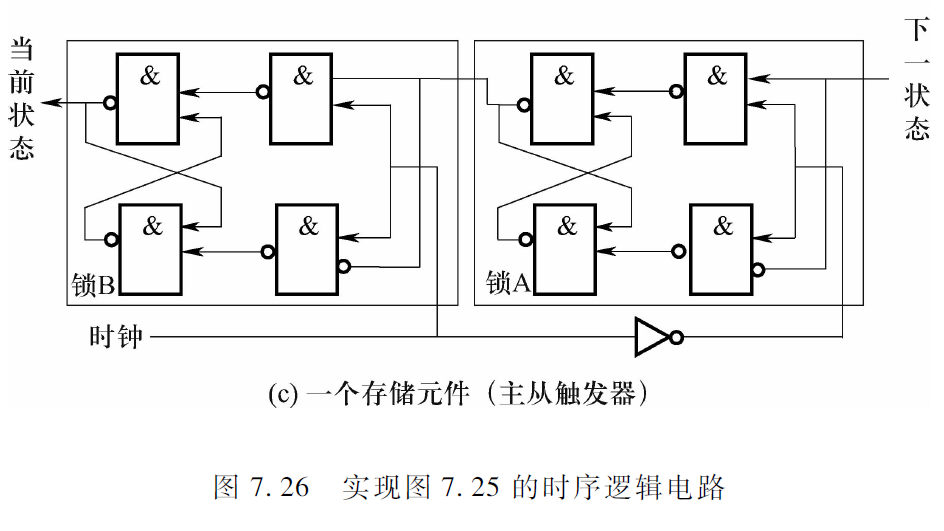 当前状态
下一状态
& & & &
& & & &
锁B 锁A
时钟
(c) 一个存储元件（主从触发器）
图 7. 26 实现图 7. 25 的时序逻辑电路